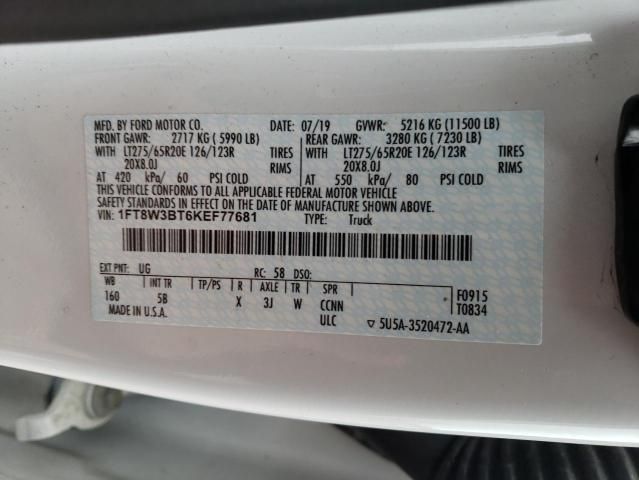 MFD. BY FORD MOTOR CO. DATE: 07/19 GVWR: 5216 KG (11500 LB)
FRONT GAWR: 2717 KG ( 5990 LB) REAR GAWR: 3280 KG ( 7230 LB)
WITH LT275/65R20E 126/123R TIRES WITH LT275/65R20E 126/123R TIRES
20X8.0J RIMS 20X8.0J RIMS
AT 420 kPa/ 60 PSI COLD AT 550 kPa/ 80 PSI COLD
THIS VEHICLE CONFORMS TO ALL APPLICABLE FEDERAL MOTOR VEHICLE
SAFETY STANDARDS IN EFFECT ON THE DATE OF MANUFACTURE SHOWN ABOVE.
VIN: 1FT8W3BT6KEF77681 TYPE: Truck
EXT PNT: UG RC: 58 DSO:
WB INT TR TP/PS R AXLE TR SPR
160 5B X 3J W CCNN F0915
MADE IN U.S.A. ULC T0834
▽ 5U5A-3520472-AA